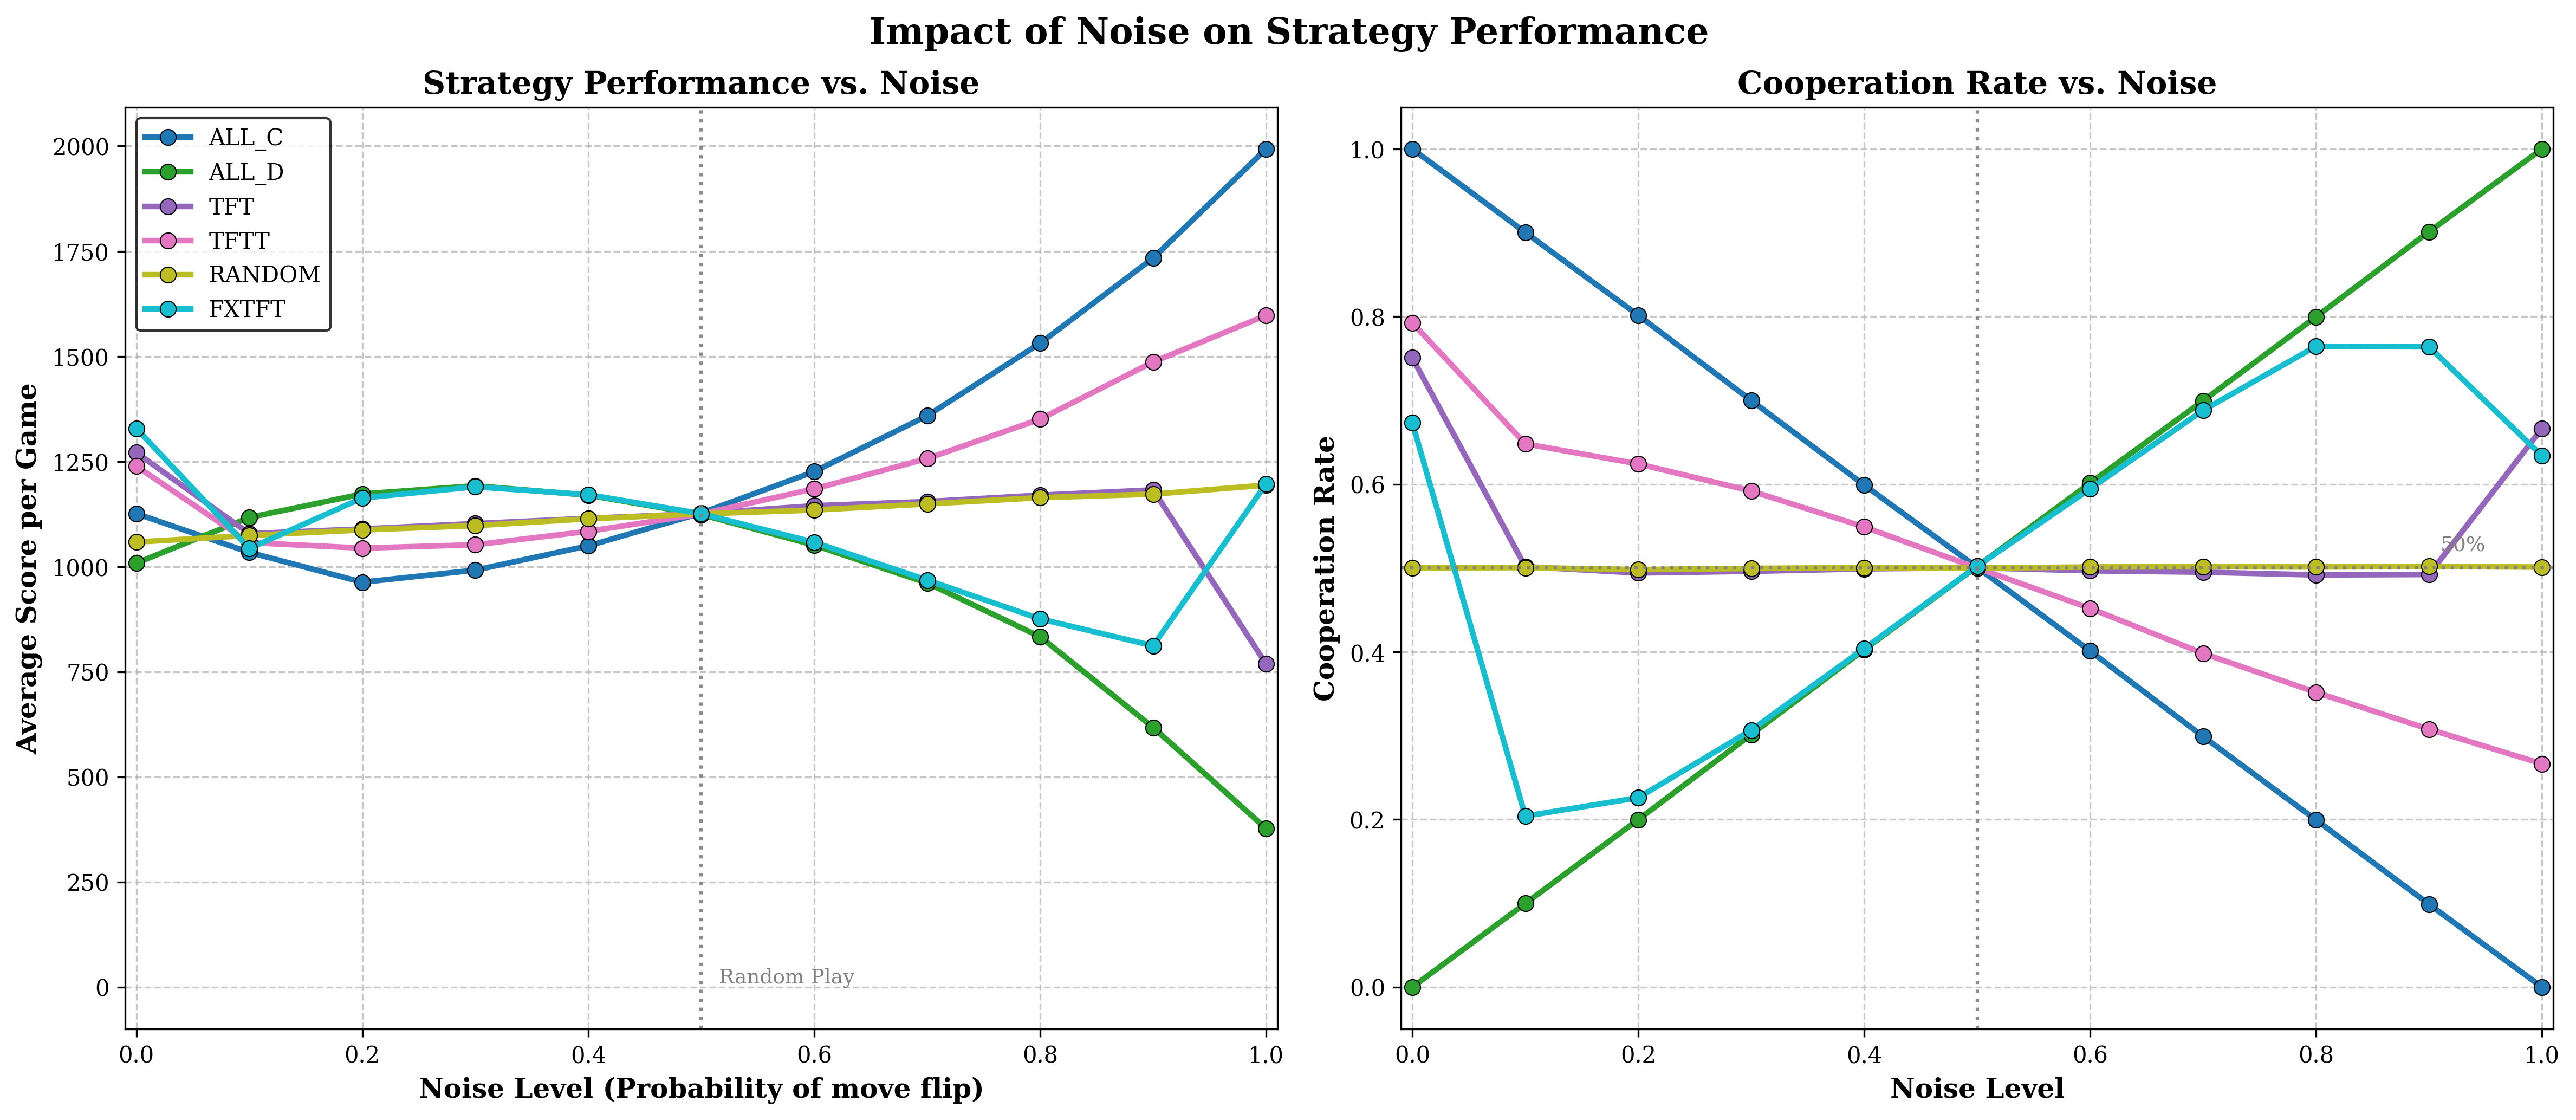 Impact of Noise on Strategy Performance
Strategy Performance vs. Noise
Average Score per Game
2000
1750
1500
1250
1000
750
500
250
0
ALL_C
ALL_D
TFT
TFTT
RANDOM
FXTFT
Random Play
0.0 0.2 0.4 0.6 0.8 1.0
Noise Level (Probability of move flip)
Cooperation Rate vs. Noise
Cooperation Rate
1.0
0.8
0.6
0.4
0.2
0.0
50%
0.0 0.2 0.4 0.6 0.8 1.0
Noise Level